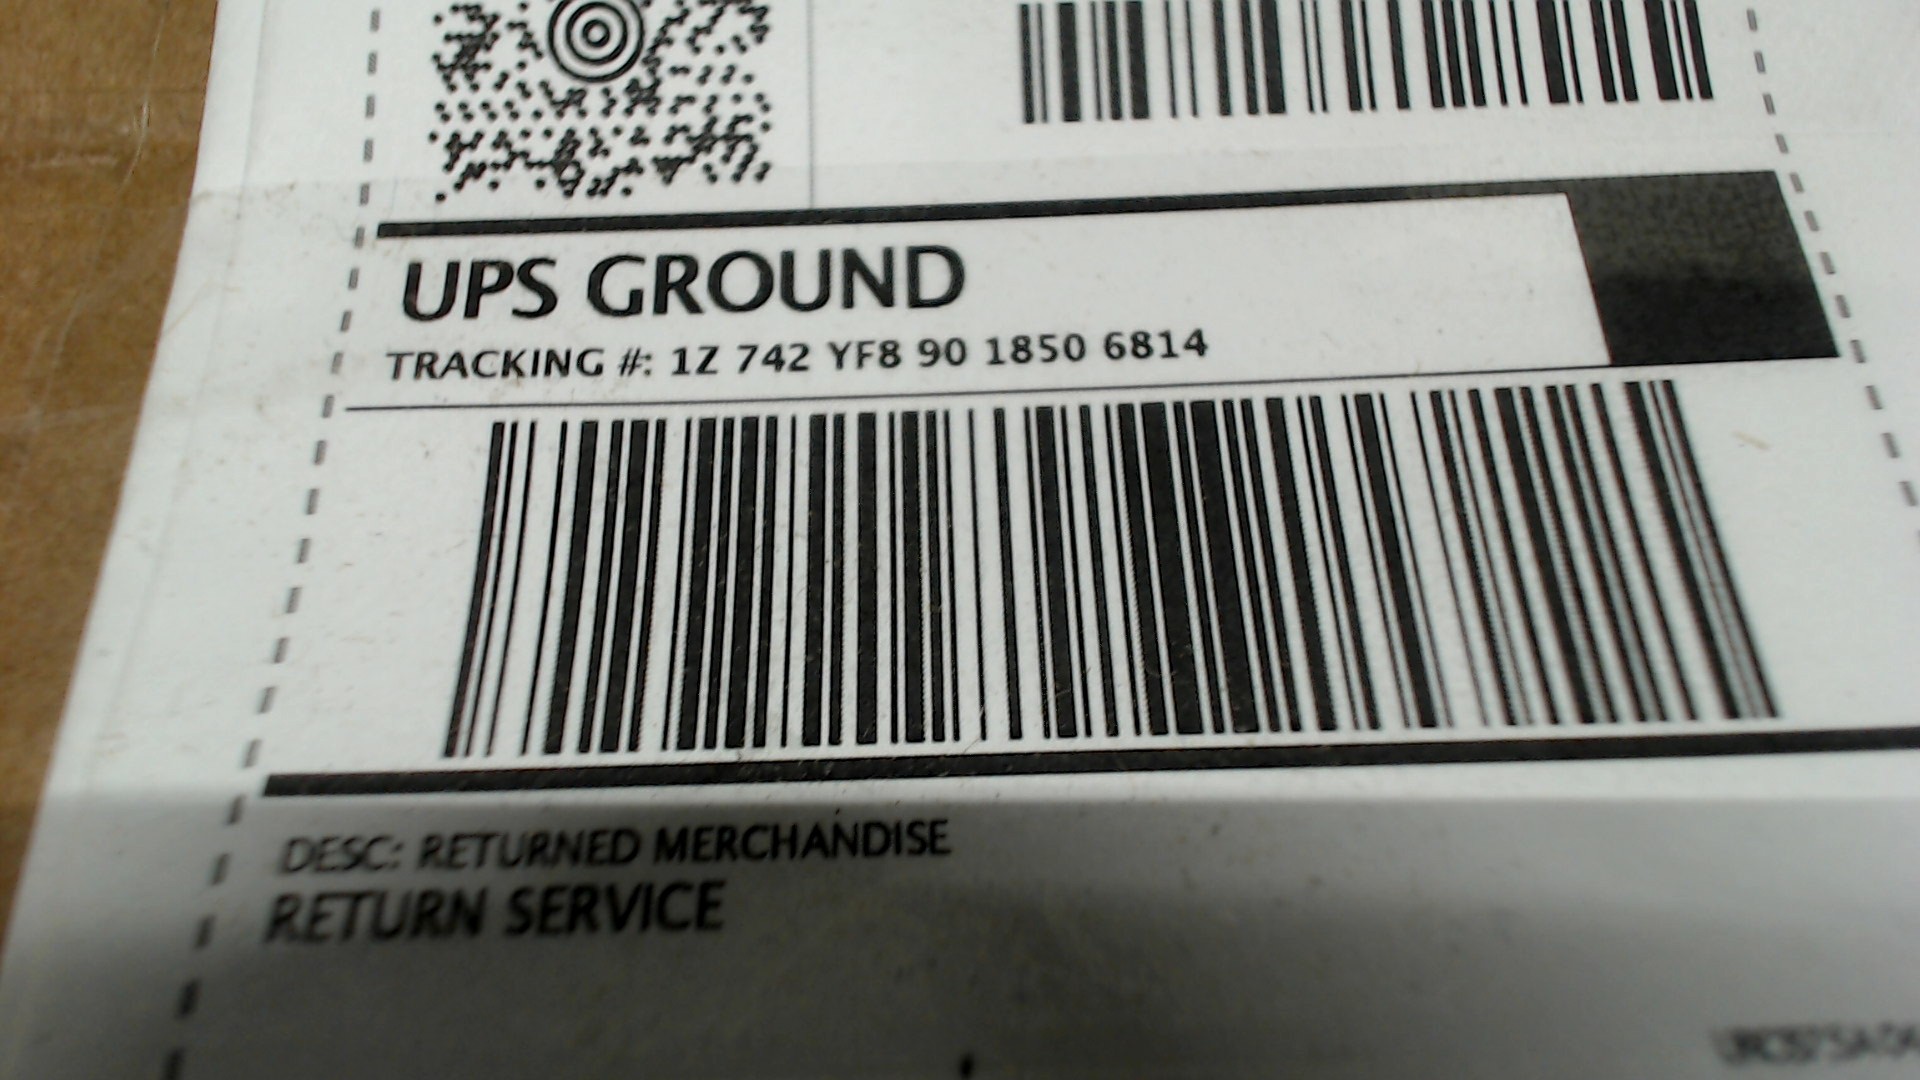 UPS GROUND
TRACKING #: 1Z 742 YF8 90 1850 6814
DESC: RETURNED MERCHANDISE
RETURN SERVICE